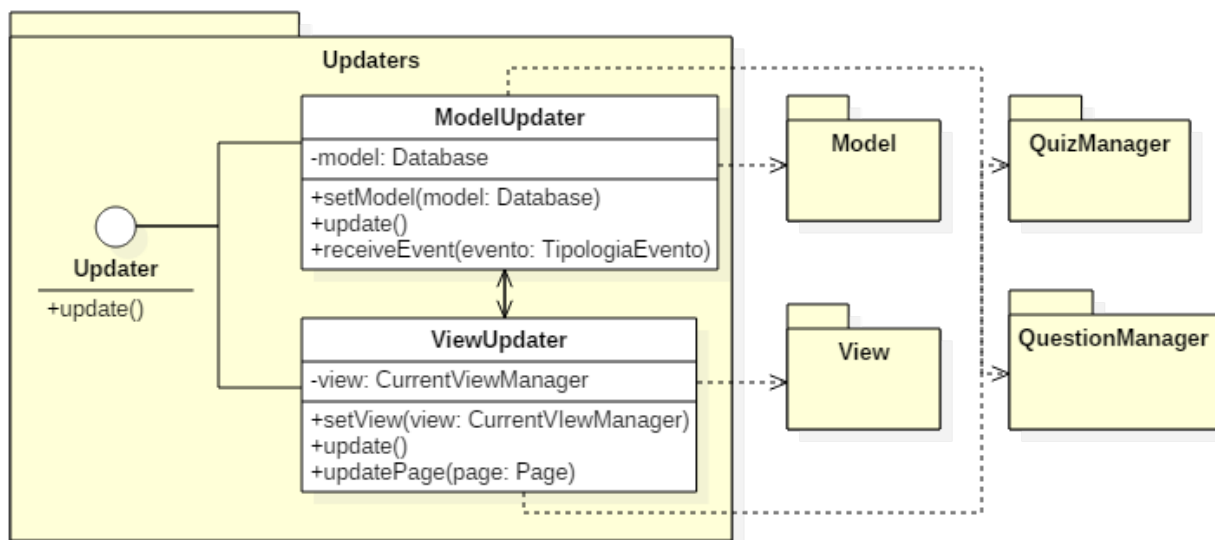 Updaters
ModelUpdater
-model: Database
+setModel(model: Database)
+update()
+receiveEvent(evento: TipologiaEvento)
Updater
+update()
ViewUpdater
-view: CurrentViewManager
+setView(view: CurrentVIewManager)
+update()
+updatePage(page: Page)
Model
QuizManager
View
QuestionManager